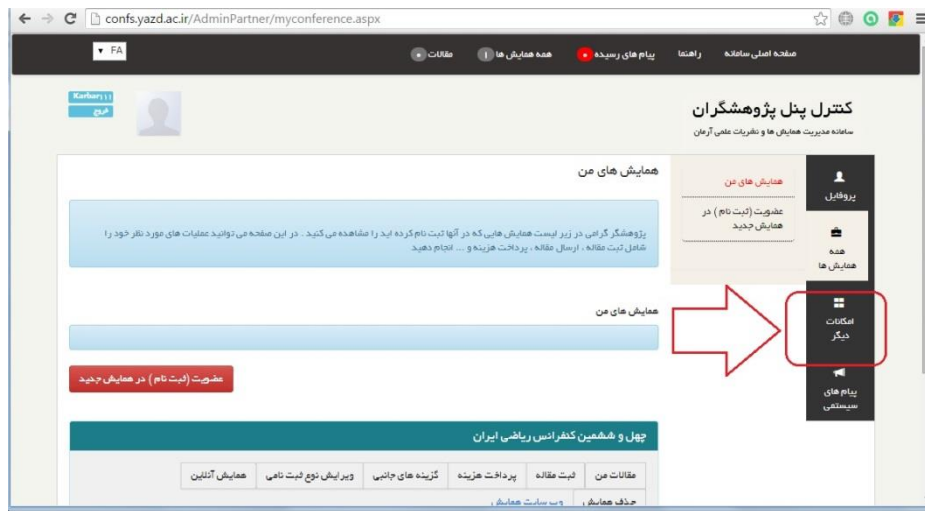 confs.yazd.ac.ir/AdminPartner/myconference.aspx
صفحه اصلی سامانه راهنما پیام های رسیده ۰ همه همایش ها ۱ مقالات ۰ FA
Karbar111
خروج
کنترل پنل پژوهشگران
سامانه مدیریت همایش ها و نشریات علمی آرمان
پروفایل
همه
همایش ها
امکانات
دیگر
پیام های
سیستمی
همایش های من
عضویت (ثبت نام ) در
همایش جدید
همایش های من
پژوهشگر گرامی در زیر لیست همایش هایی که در آنها ثبت نام کرده اید را مشاهده می کنید . در این صفحه می توانید عملیات های مورد نظر خود را
شامل ثبت مقاله ، ارسال مقاله ، پرداخت هزینه و ... انجام دهید
همایش های من
عضویت (ثبت نام ) در همایش جدید
چهل و ششمین کنفرانس ریاضی ایران
مقالات من ثبت مقاله پرداخت هزینه گزینه های جانبی ویرایش نوع ثبت نامی همایش آنلاین
حذف همایش وب سایت همایش